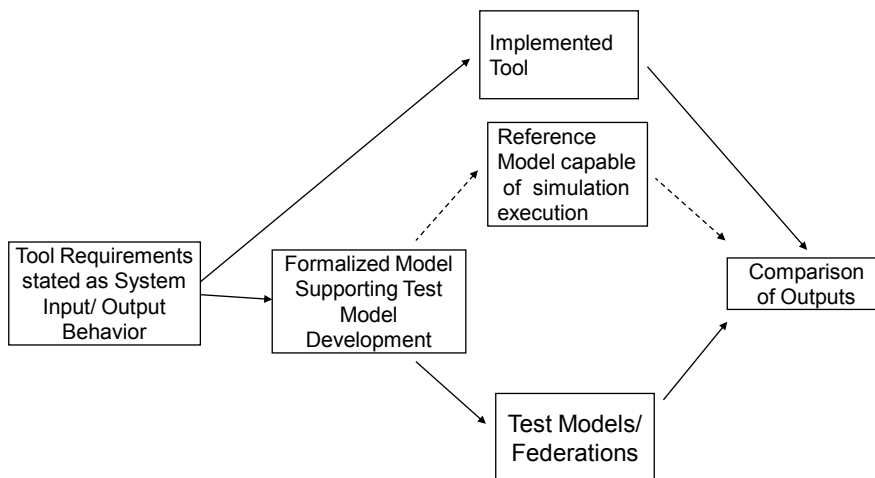 Implemented
Tool
Reference
Model capable
of simulation
execution
Tool Requirements
stated as System
Input/ Output
Behavior
Formalized Model
Supporting Test
Model
Development
Comparison
of Outputs
Test Models/
Federations